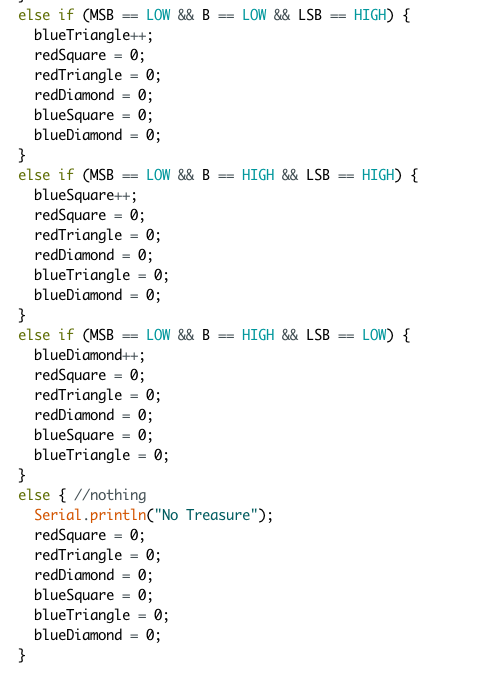 else if (MSB == LOW && B == LOW && LSB == HIGH) {
  blueTriangle++;
  redSquare = 0;
  redTriangle = 0;
  redDiamond = 0;
  blueSquare = 0;
  blueDiamond = 0;
}
else if (MSB == LOW && B == HIGH && LSB == HIGH) {
  blueSquare++;
  redSquare = 0;
  redTriangle = 0;
  redDiamond = 0;
  blueTriangle = 0;
  blueDiamond = 0;
}
else if (MSB == LOW && B == HIGH && LSB == LOW) {
  blueDiamond++;
  redSquare = 0;
  redTriangle = 0;
  redDiamond = 0;
  blueSquare = 0;
  blueTriangle = 0;
}
else { //nothing
  Serial.println("No Treasure");
  redSquare = 0;
  redTriangle = 0;
  redDiamond = 0;
  blueSquare = 0;
  blueTriangle = 0;
  blueDiamond = 0;
}